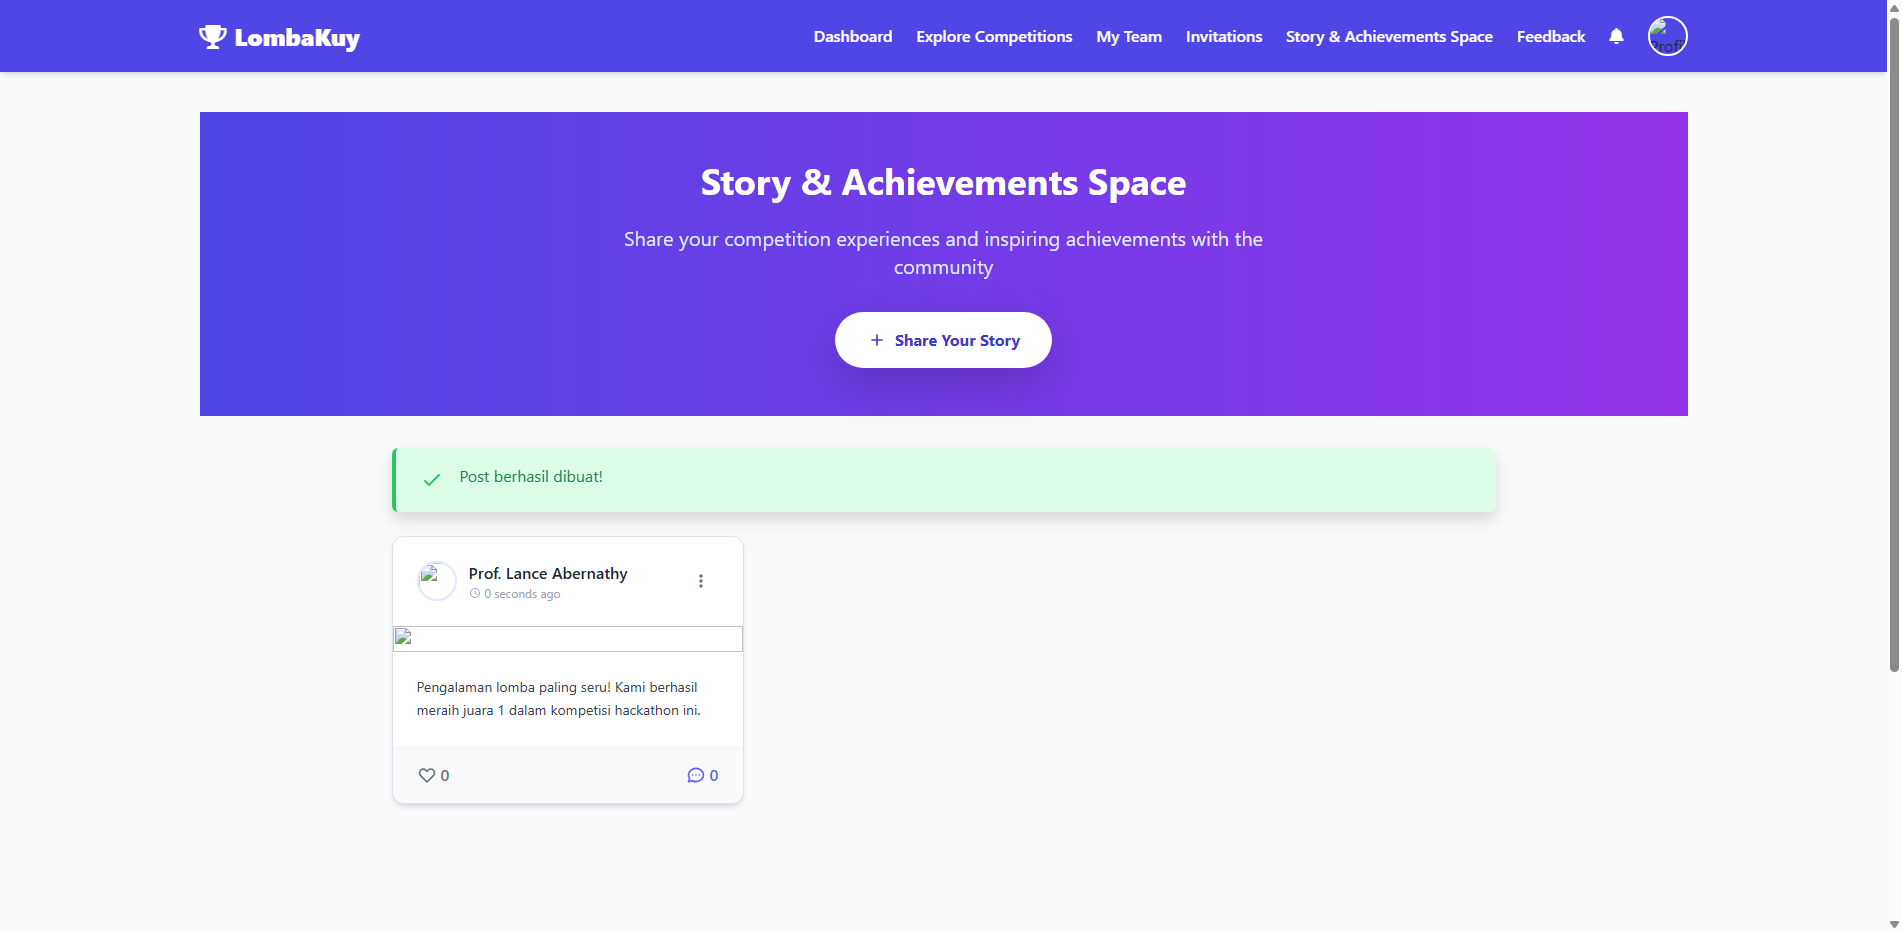 LombaKuy
Dashboard
Explore Competitions
My Team
Invitations
Story & Achievements Space
Feedback
Profi
Story & Achievements Space
Share your competition experiences and inspiring achievements with the
community
+ Share Your Story
Post berhasil dibuat!
Prof. Lance Abernathy
0 seconds ago
Pengalaman lomba paling seru! Kami berhasil
meraih juara 1 dalam kompetisi hackathon ini.
0
0